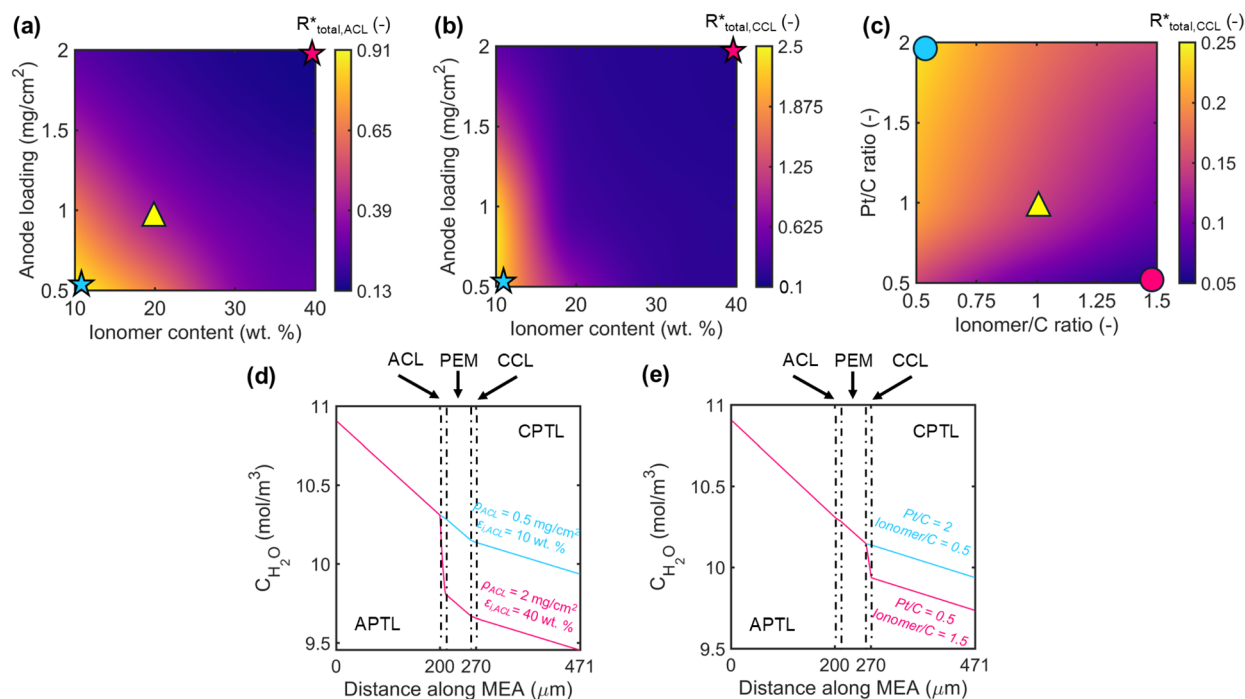 (a)
R*total,ACL (-)
Anode loading (mg/cm²)
2
1.5
1
0.5
10
20
30
40
Ionomer content (wt. %)
0.91
0.65
0.39
0.13
(b)
R*total,CCL (-)
Anode loading (mg/cm²)
2
1.5
1
0.5
10
20
30
40
Ionomer content (wt. %)
2.5
1.875
1.25
0.625
0.1
(c)
R*total,CCL (-)
Pt/C ratio (-)
2
1.5
1
0.5
0.5
0.75
1
1.25
1.5
Ionomer/C ratio (-)
0.25
0.2
0.15
0.1
0.05
(d)
ACL PEM CCL
C H₂O (mol/m³)
11
10.5
10
9.5
CPTL
ρACL = 0.5 mg/cm²
εi,ACL = 10 wt. %
ρACL = 2 mg/cm²
εi,ACL = 40 wt. %
APTL
0
200
270
471
Distance along MEA (μm)
(e)
ACL PEM CCL
C H₂O (mol/m³)
11
10.5
10
9.5
CPTL
Pt/C = 2
Ionomer/C = 0.5
Pt/C = 0.5
Ionomer/C = 1.5
APTL
0
200
270
471
Distance along MEA (μm)